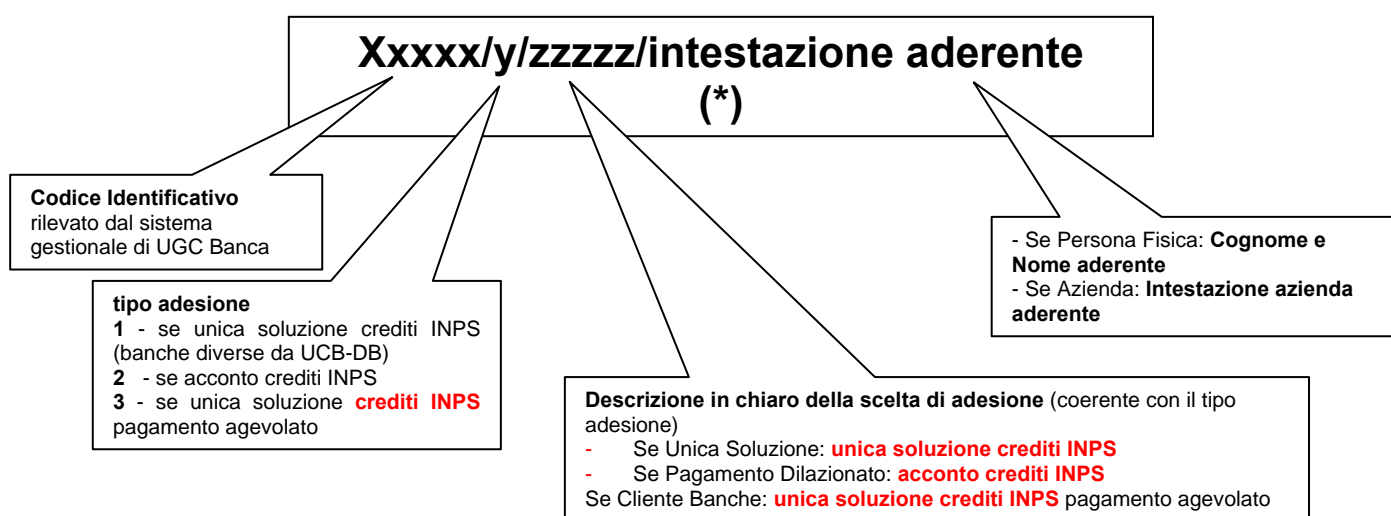 Xxxxx/y/zzzzz/intestazione aderente
(*)
Codice Identificativo
rilevato dal sistema
gestionale di UGC Banca
tipo adesione
1 - se unica soluzione crediti INPS
(banche diverse da UCB-DB)
2 - se acconto crediti INPS
3 - se unica soluzione crediti INPS
pagamento agevolato
Descrizione in chiaro della scelta di adesione (coerente con il tipo
adesione)
- Se Unica Soluzione: unica soluzione crediti INPS
- Se Pagamento Dilazionato: acconto crediti INPS
Se Cliente Banche: unica soluzione crediti INPS pagamento agevolato
- Se Persona Fisica: Cognome e
Nome aderente
- Se Azienda: Intestazione azienda
aderente